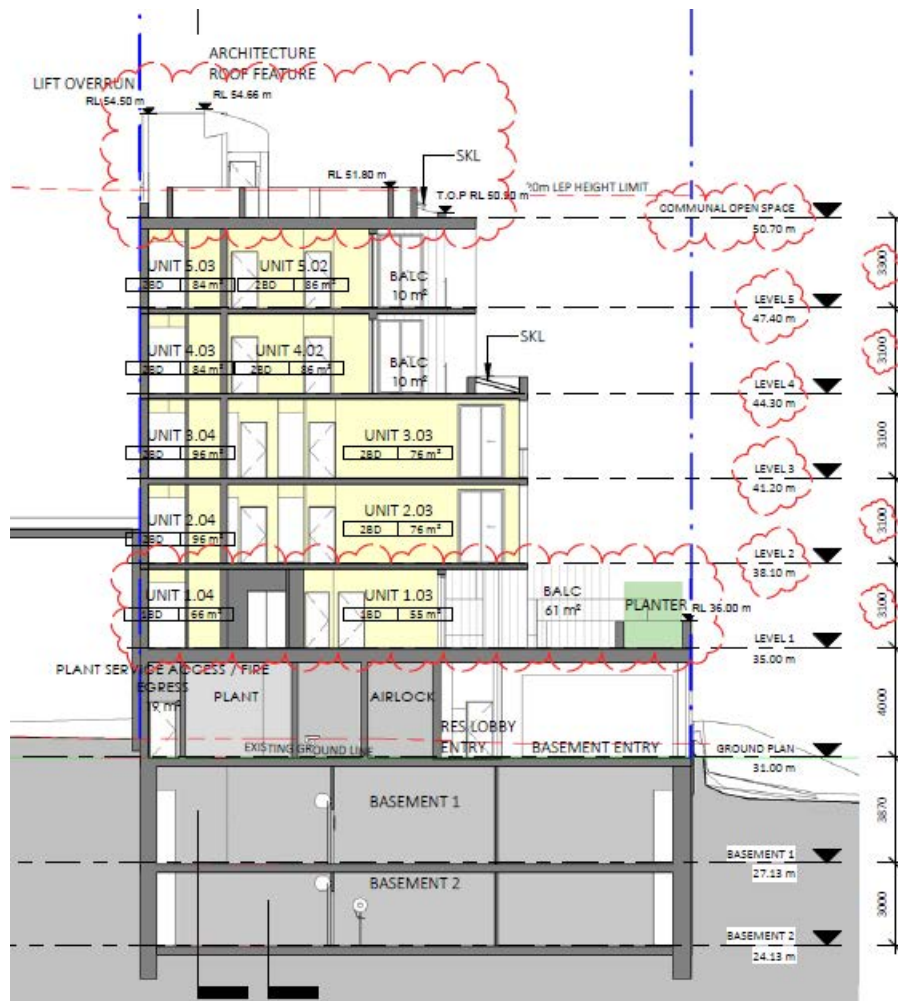 ARCHITECTURE
ROOF FEATURE
LIFT OVERRUN
RL 54.50 m
RL 54.66 m
SKL
RL 51.80 m
20m LEP HEIGHT LIMIT
T.O.P RL 50.90 m
COMMUNAL OPEN SPACE
50.70 m
UNIT 5.03
2BD 84 m²
UNIT 5.02
2BD 86 m²
BALC
10 m²
3300
LEVEL 5
47.40 m
UNIT 4.03
2BD 84 m²
UNIT 4.02
2BD 86 m²
BALC
10 m²
SKL
3100
LEVEL 4
44.30 m
UNIT 3.04
2BD 96 m²
UNIT 3.03
2BD 76 m²
3100
LEVEL 3
41.20 m
UNIT 2.04
2BD 96 m²
UNIT 2.03
2BD 76 m²
3100
LEVEL 2
38.10 m
UNIT 1.04
1BD 66 m²
UNIT 1.03
1BD 55 m²
BALC
61 m²
PLANTER
RL 36.00 m
3100
LEVEL 1
35.00 m
PLANT SERVICE ACCESS / FIRE
EGRESS
PLANT
AIRLOCK
RES LOBBY
ENTRY
BASEMENT ENTRY
EXISTING GROUND LINE
4000
GROUND PLAN
31.00 m
BASEMENT 1
3870
BASEMENT 1
27.13 m
BASEMENT 2
3000
BASEMENT 2
24.13 m